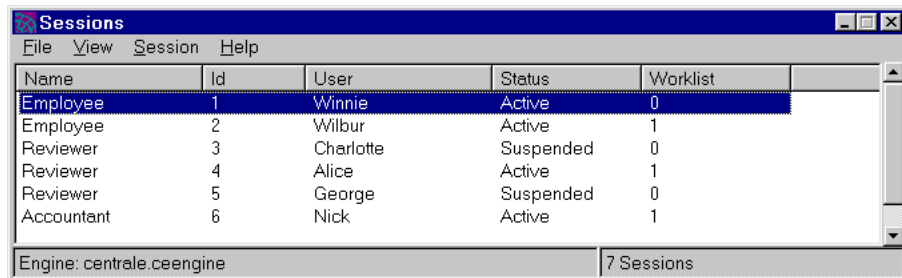 Sessions
File View Session Help
Name Id User Status Worklist
Employee 1 Winnie Active 0
Employee 2 Wilbur Active 1
Reviewer 3 Charlotte Suspended 0
Reviewer 4 Alice Active 1
Reviewer 5 George Suspended 0
Accountant 6 Nick Active 1
Engine: centrale.ceengine 7 Sessions